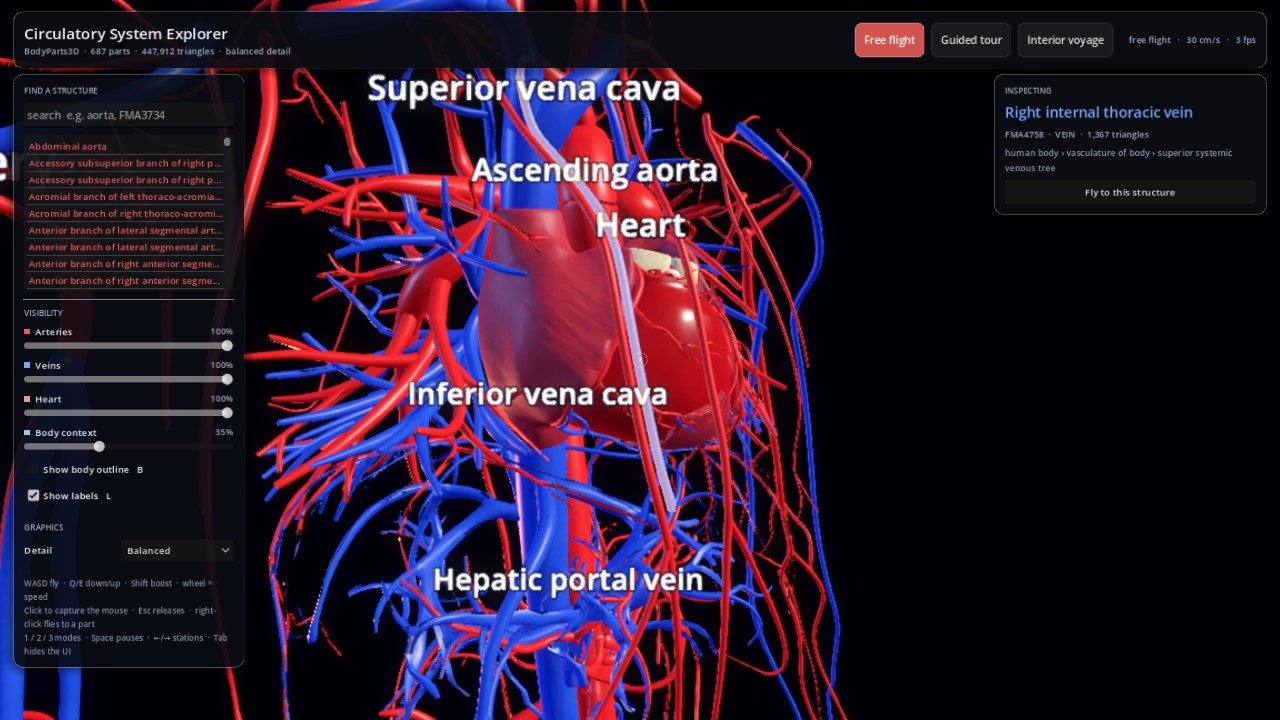 Circulatory System Explorer
BodyParts3D · 687 parts · 447,912 triangles · balanced detail
Free flight
Guided tour
Interior voyage
free flight · 30 cm/s · 3 fps
FIND A STRUCTURE
search e.g. aorta, FMA3734
Abdominal aorta
Accessory subsuperior branch of right p...
Accessory subsuperior branch of right p...
Acromial branch of left thoraco-acromia...
Acromial branch of right thoraco-acromi...
Anterior branch of lateral segmental art...
Anterior branch of lateral segmental art...
Anterior branch of right anterior segme...
Anterior branch of right anterior segme...
VISIBILITY
Arteries 100%
Veins 100%
Heart 100%
Body context 35%
Show body outline B
Show labels L
GRAPHICS
Detail Balanced
WASD fly · Q/E down/up · Shift boost · wheel =
speed
Click to capture the mouse · Esc releases · right-
click flies to a part
1 / 2 / 3 modes · Space pauses · ←/→ stations · Tab
hides the UI
Superior vena cava
Ascending aorta
Heart
Inferior vena cava
Hepatic portal vein
INSPECTING
Right internal thoracic vein
FMA4758 · VEIN · 1,367 triangles
human body › vasculature of body › superior systemic
venous tree
Fly to this structure